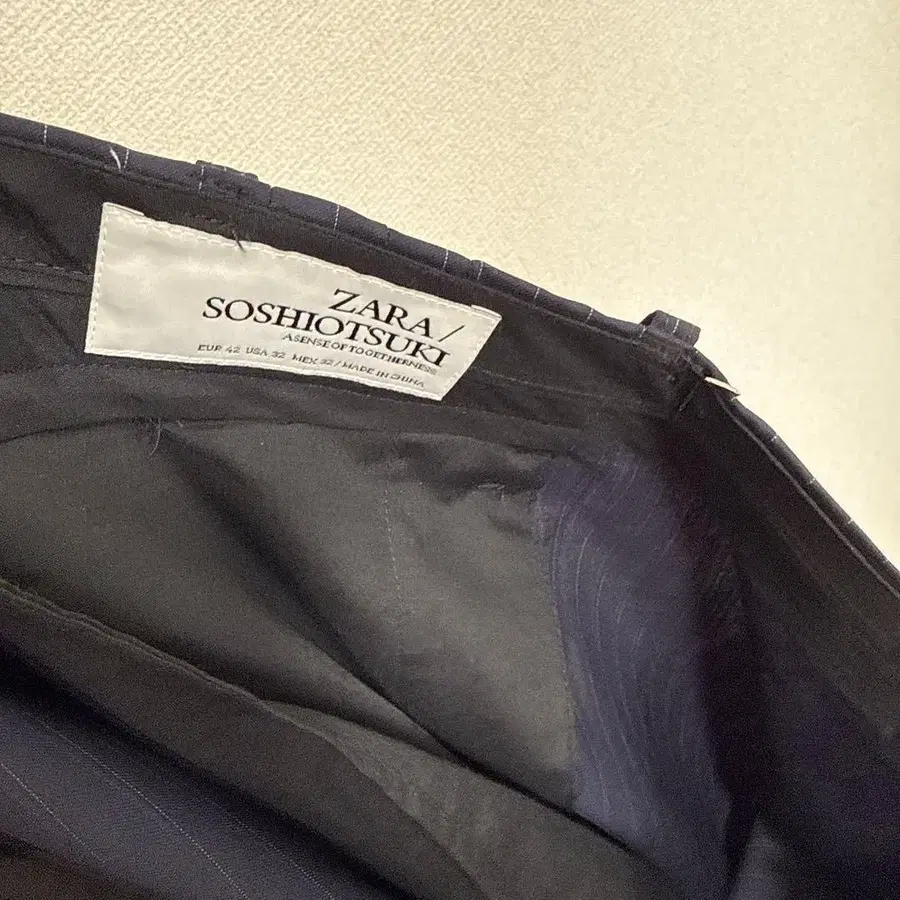 ZARA /
SOSHIOTSUKI
A SENSE OF TOGETHERNESS
EUR 42 USA 32 MEX 32 / MADE IN CHINA